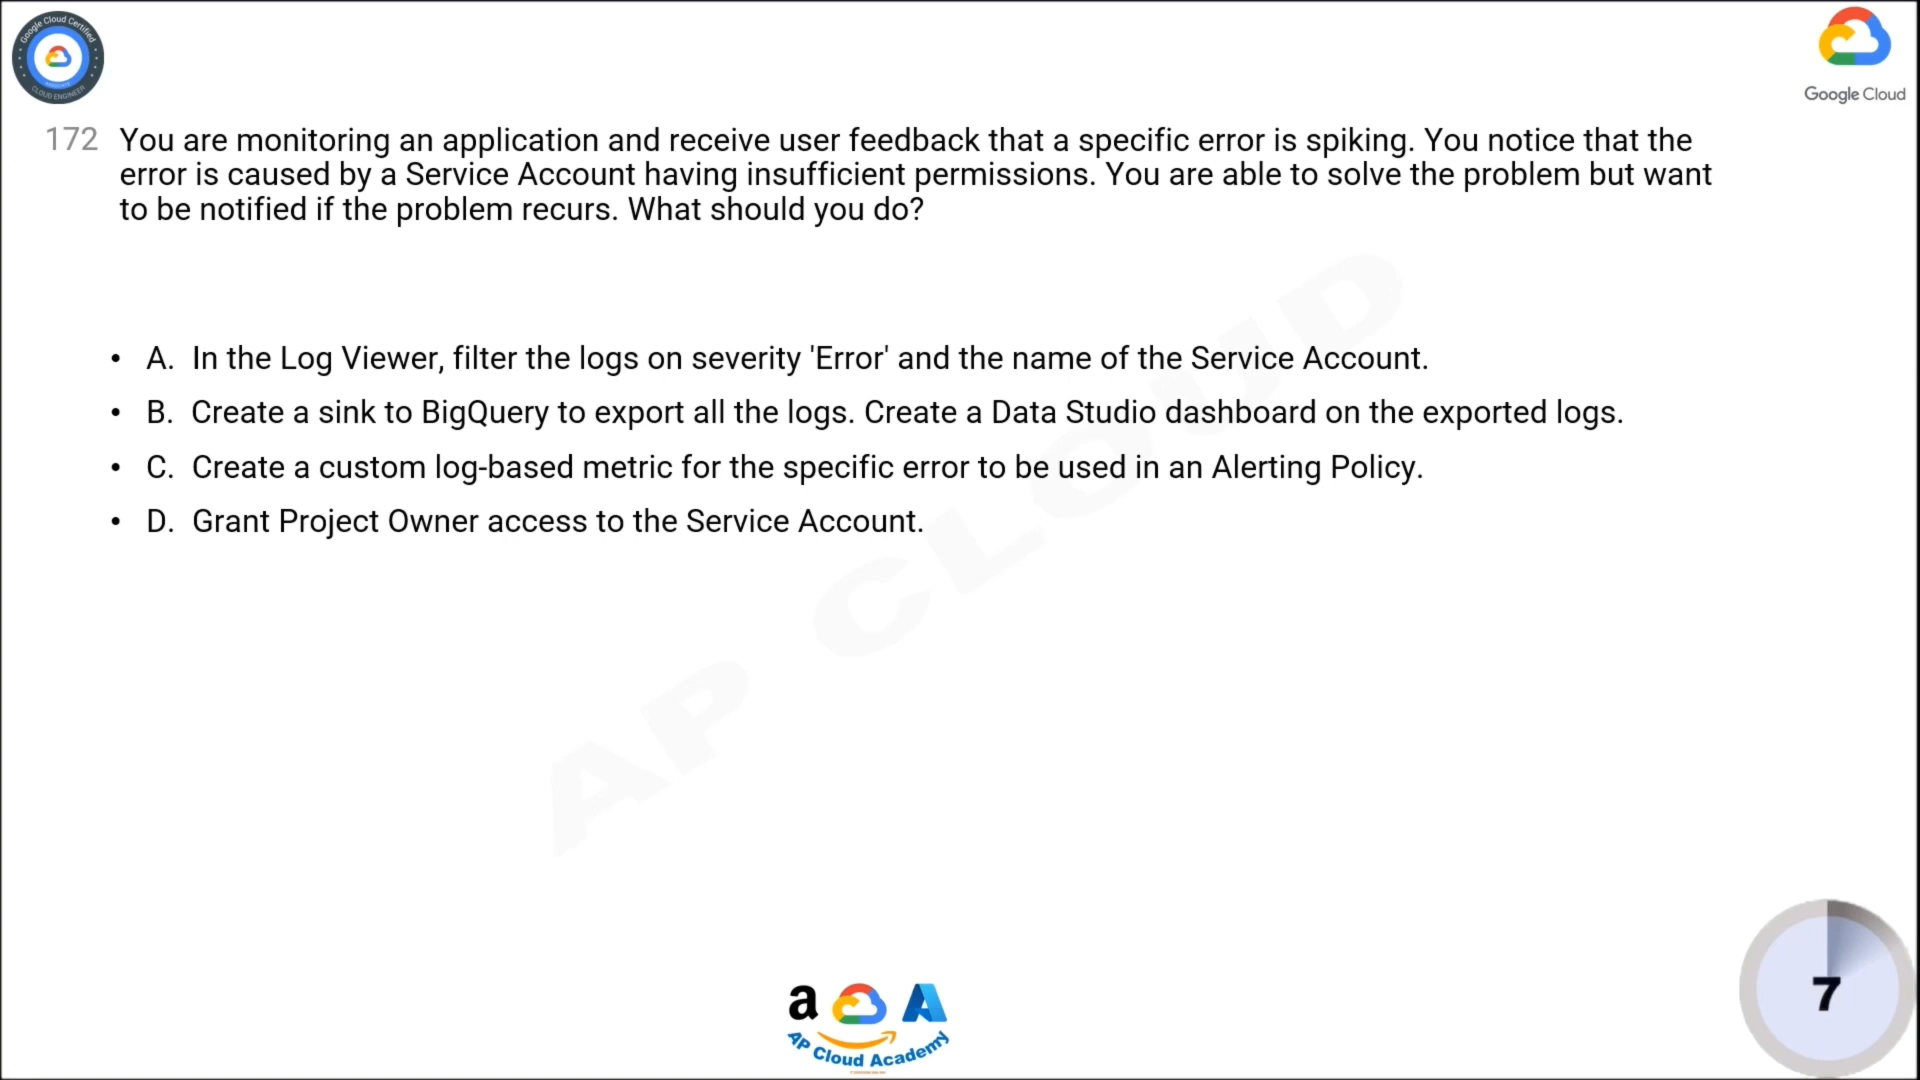 Google Cloud Certified
ASSOCIATE
CLOUD ENGINEER
Google Cloud
172 You are monitoring an application and receive user feedback that a specific error is spiking. You notice that the
error is caused by a Service Account having insufficient permissions. You are able to solve the problem but want
to be notified if the problem recurs. What should you do?
• A. In the Log Viewer, filter the logs on severity 'Error' and the name of the Service Account.
• B. Create a sink to BigQuery to export all the logs. Create a Data Studio dashboard on the exported logs.
• C. Create a custom log-based metric for the specific error to be used in an Alerting Policy.
• D. Grant Project Owner access to the Service Account.
AP CLOUD
a
AP Cloud Academy
7